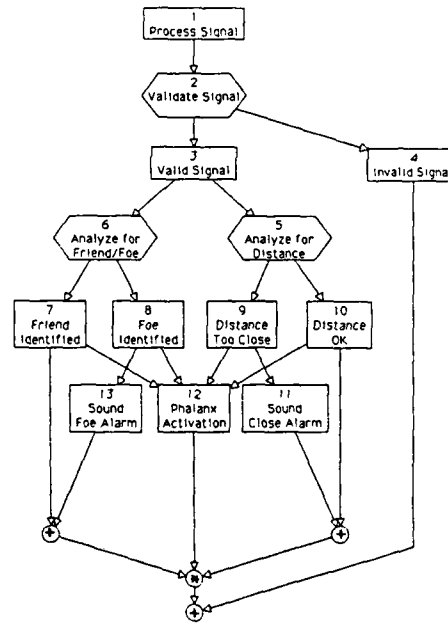 1
Process Signal
2
Validate Signal
3
Valid Signal
4
Invalid Signal
6
Analyze for
Friend/Foe
5
Analyze for
Distance
7
Friend
Identified
8
Foe
Identified
9
Distance
Too Close
10
Distance
OK
13
Sound
Foe Alarm
12
Phalanx
Activation
11
Sound
Close Alarm
+
+
*
+